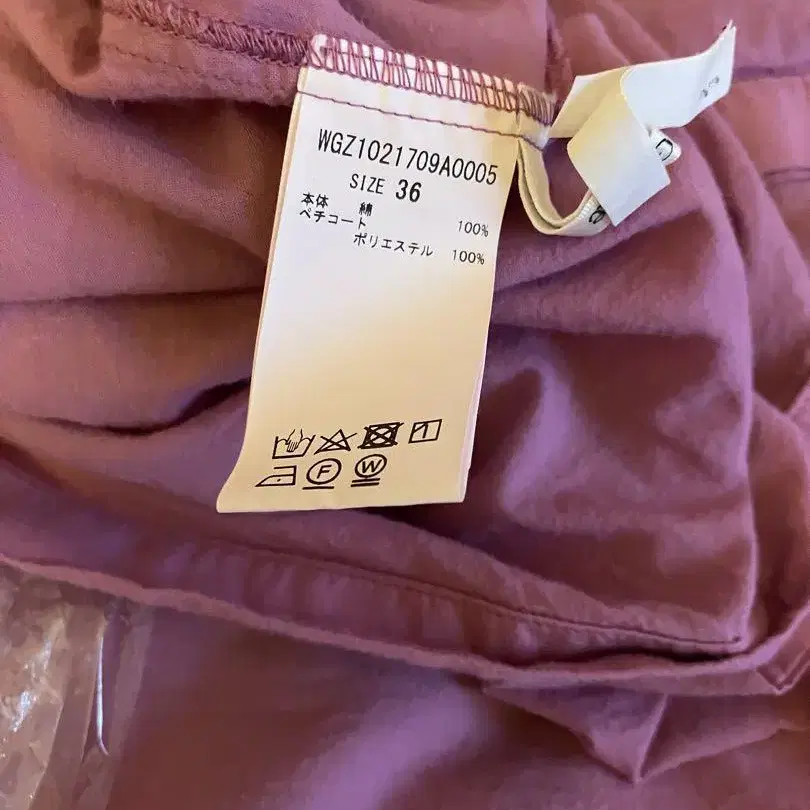 WGZ1021709A0005
SIZE 36
本体 綿 100%
ペチコート
ポリエステル 100%
F W